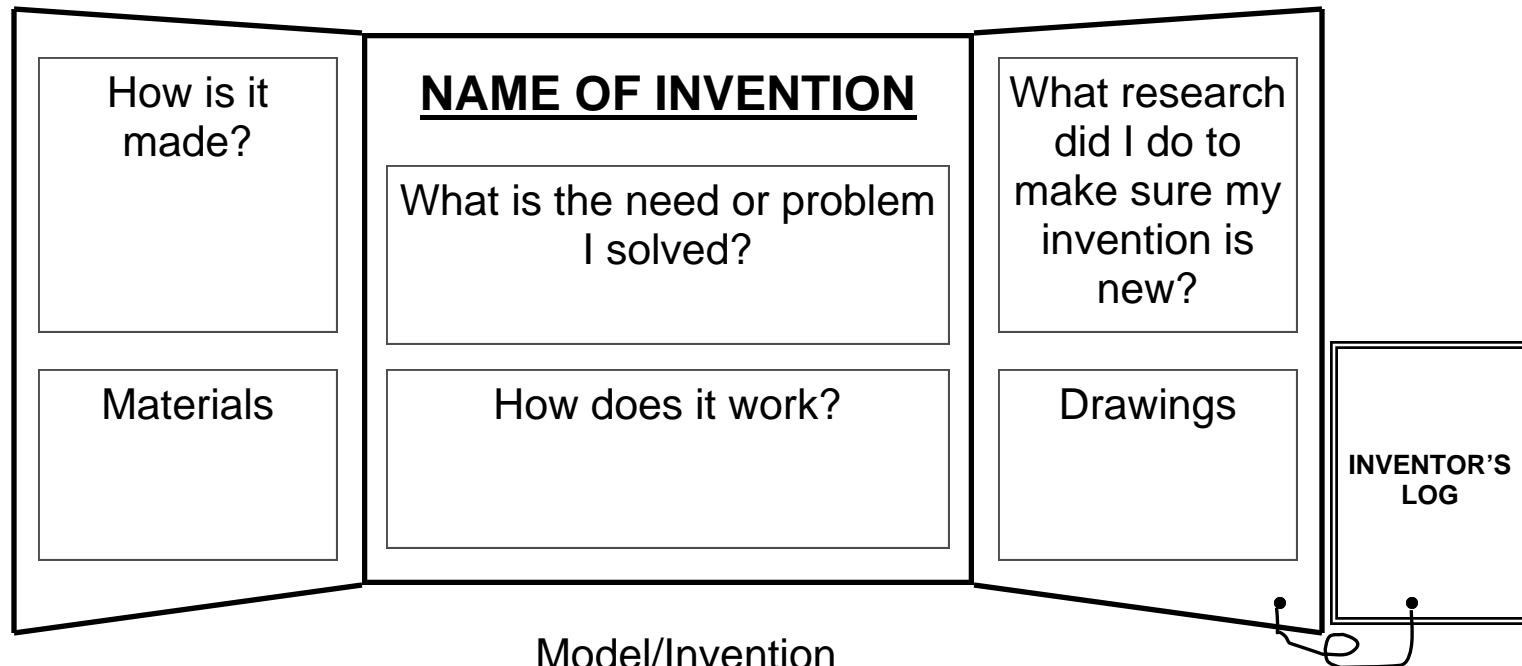 How is it
made?
Materials
NAME OF INVENTION
What is the need or problem
I solved?
How does it work?
What research
did I do to
make sure my
invention is
new?
Drawings
INVENTOR’S
LOG
Model/Invention